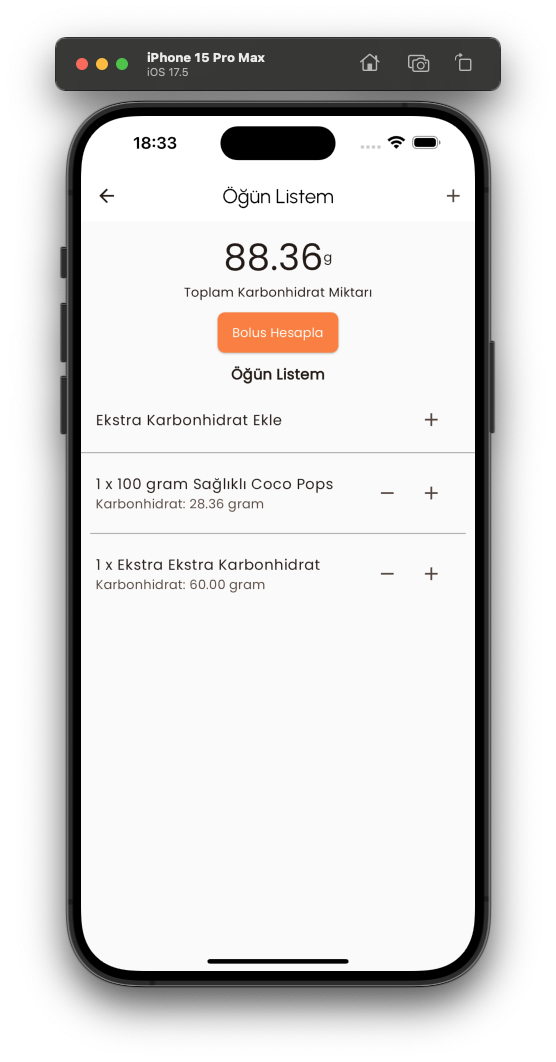 iPhone 15 Pro Max
iOS 17.5
18:33
Öğün Listem
88.36g
Toplam Karbonhidrat Miktarı
Bolus Hesapla
Öğün Listem
Ekstra Karbonhidrat Ekle +
1 x 100 gram Sağlıklı Coco Pops
Karbonhidrat: 28.36 gram
1 x Ekstra Ekstra Karbonhidrat
Karbonhidrat: 60.00 gram